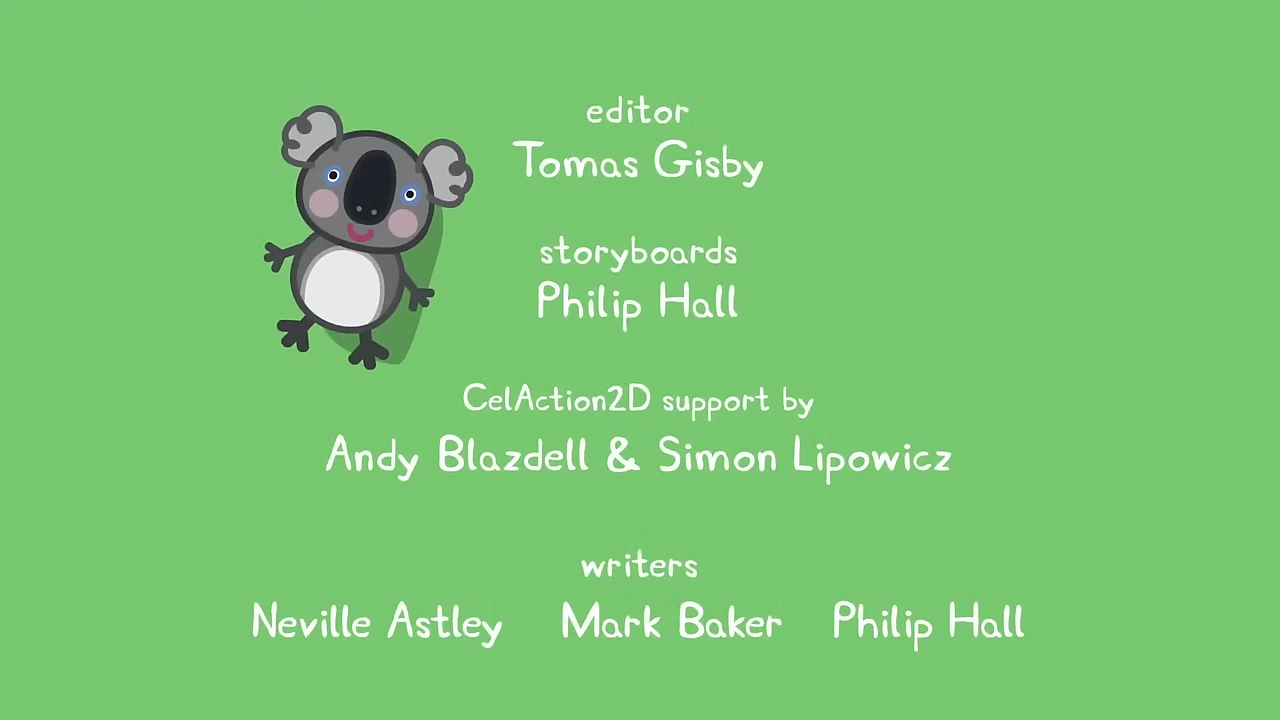 editor
Tomas Gisby
storyboards
Philip Hall
CelAction2D support by
Andy Blazdell & Simon Lipowicz
writers
Neville Astley Mark Baker Philip Hall